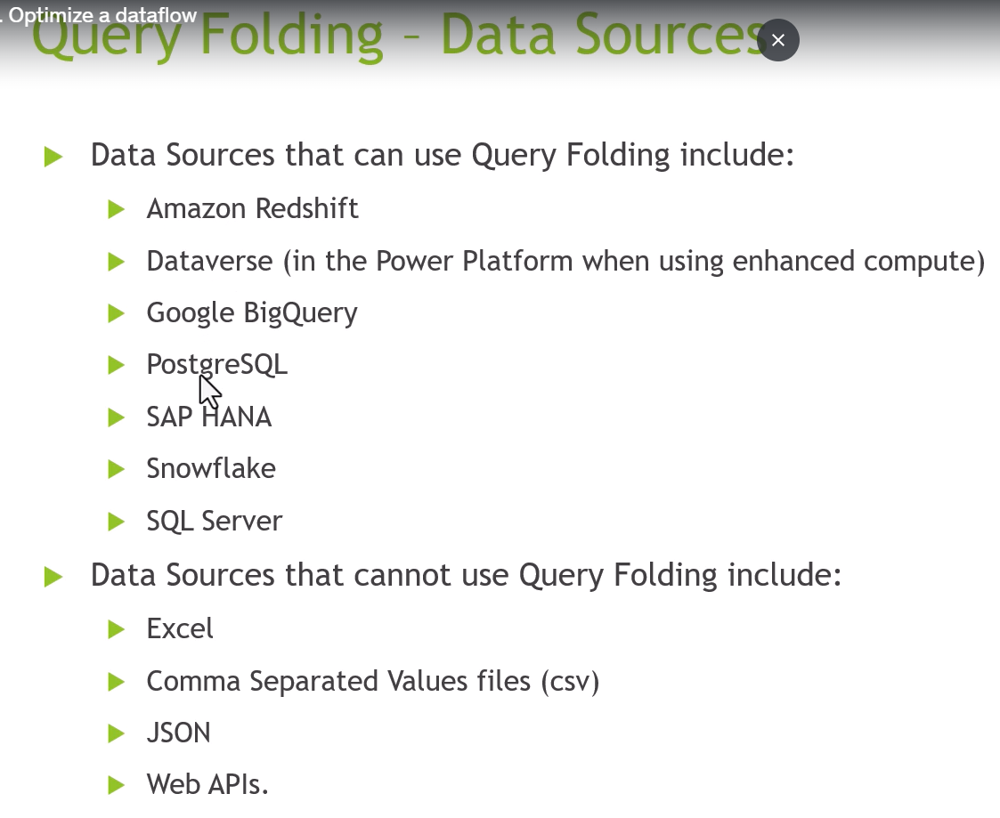 . Optimize a dataflow
Query Folding – Data Sources
Data Sources that can use Query Folding include:
Amazon Redshift
Dataverse (in the Power Platform when using enhanced compute)
Google BigQuery
PostgreSQL
SAP HANA
Snowflake
SQL Server
Data Sources that cannot use Query Folding include:
Excel
Comma Separated Values files (csv)
JSON
Web APIs.